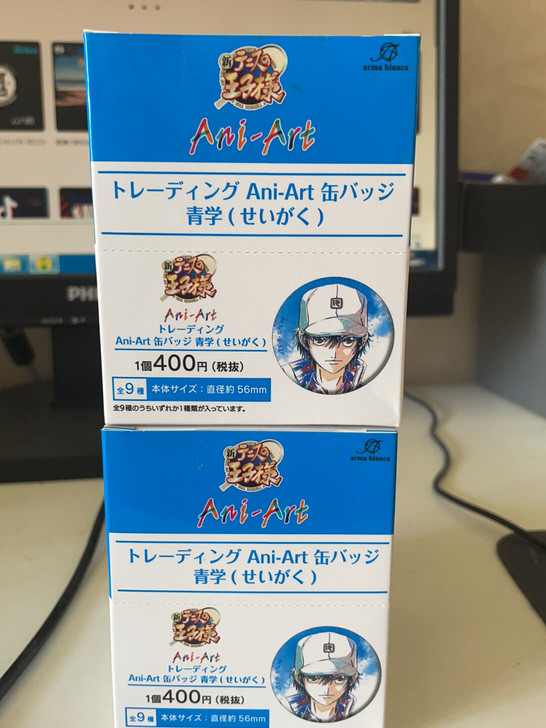 新テニスの
王子様
Ani-Art
arma bianca
トレーディング Ani-Art 缶バッジ
青学(せいがく)
新テニスの
王子様
Ani-Art
トレーディング
Ani-Art 缶バッジ 青学(せいがく)
1個400円(税抜)
全9種 本体サイズ:直径約56mm
全9種のうちいずれか1種類が入っています。
PHI
新テニスの
王子様
Ani-Art
arma bianca
トレーディング Ani-Art 缶バッジ
青学(せいがく)
新テニスの
王子様
Ani-Art
トレーディング
Ani-Art 缶バッジ 青学(せいがく)
1個400円(税抜)
全9種 本体サイズ:直径約56mm